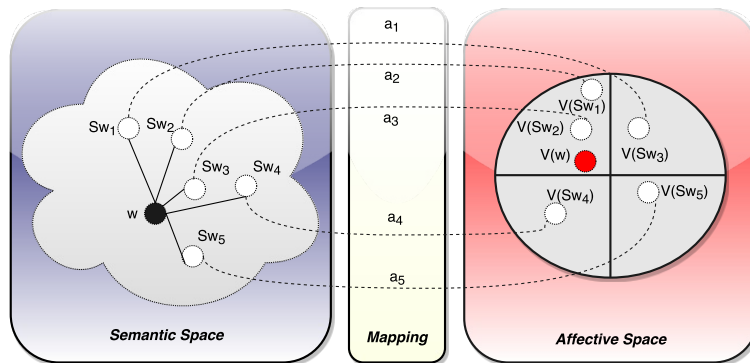 a1
a2
a3
a4
a5
Sw1
Sw2
Sw3
Sw4
w
Sw5
V(Sw1)
V(Sw2)
V(w)
V(Sw3)
V(Sw4)
V(Sw5)
Semantic Space
Mapping
Affective Space